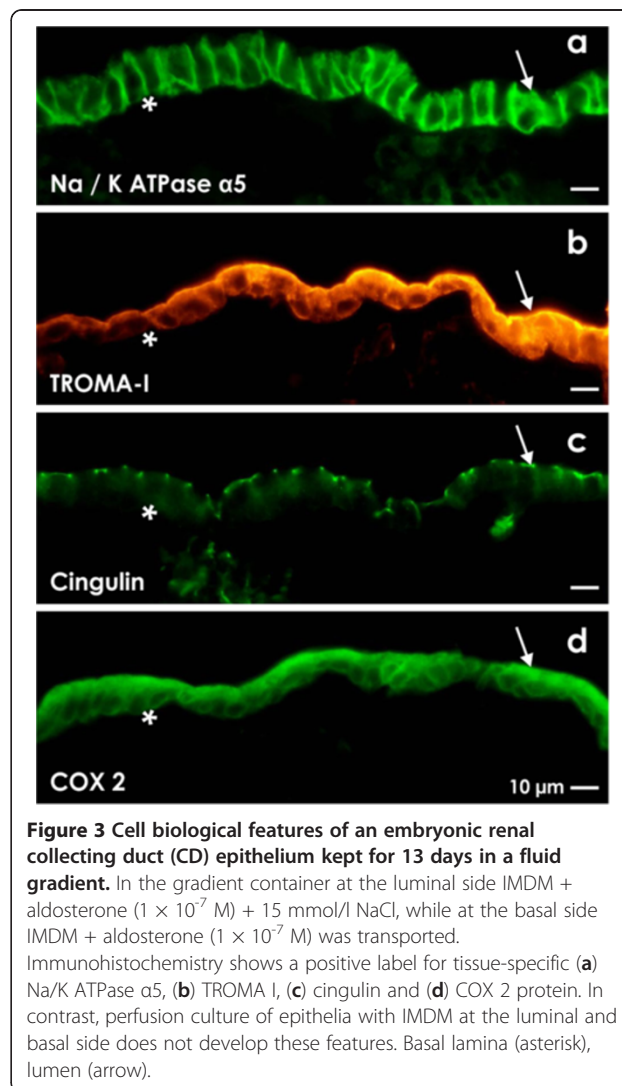 a
*
Na / K ATPase α5
b
*
TROMA-I
c
*
Cingulin
d
*
COX 2
10 µm
Figure 3 Cell biological features of an embryonic renal
collecting duct (CD) epithelium kept for 13 days in a fluid
gradient. In the gradient container at the luminal side IMDM +
aldosterone (1 × 10⁻⁷ M) + 15 mmol/l NaCl, while at the basal side
IMDM + aldosterone (1 × 10⁻⁷ M) was transported.
Immunohistochemistry shows a positive label for tissue-specific (a)
Na/K ATPase α5, (b) TROMA I, (c) cingulin and (d) COX 2 protein. In
contrast, perfusion culture of epithelia with IMDM at the luminal and
basal side does not develop these features. Basal lamina (asterisk),
lumen (arrow).